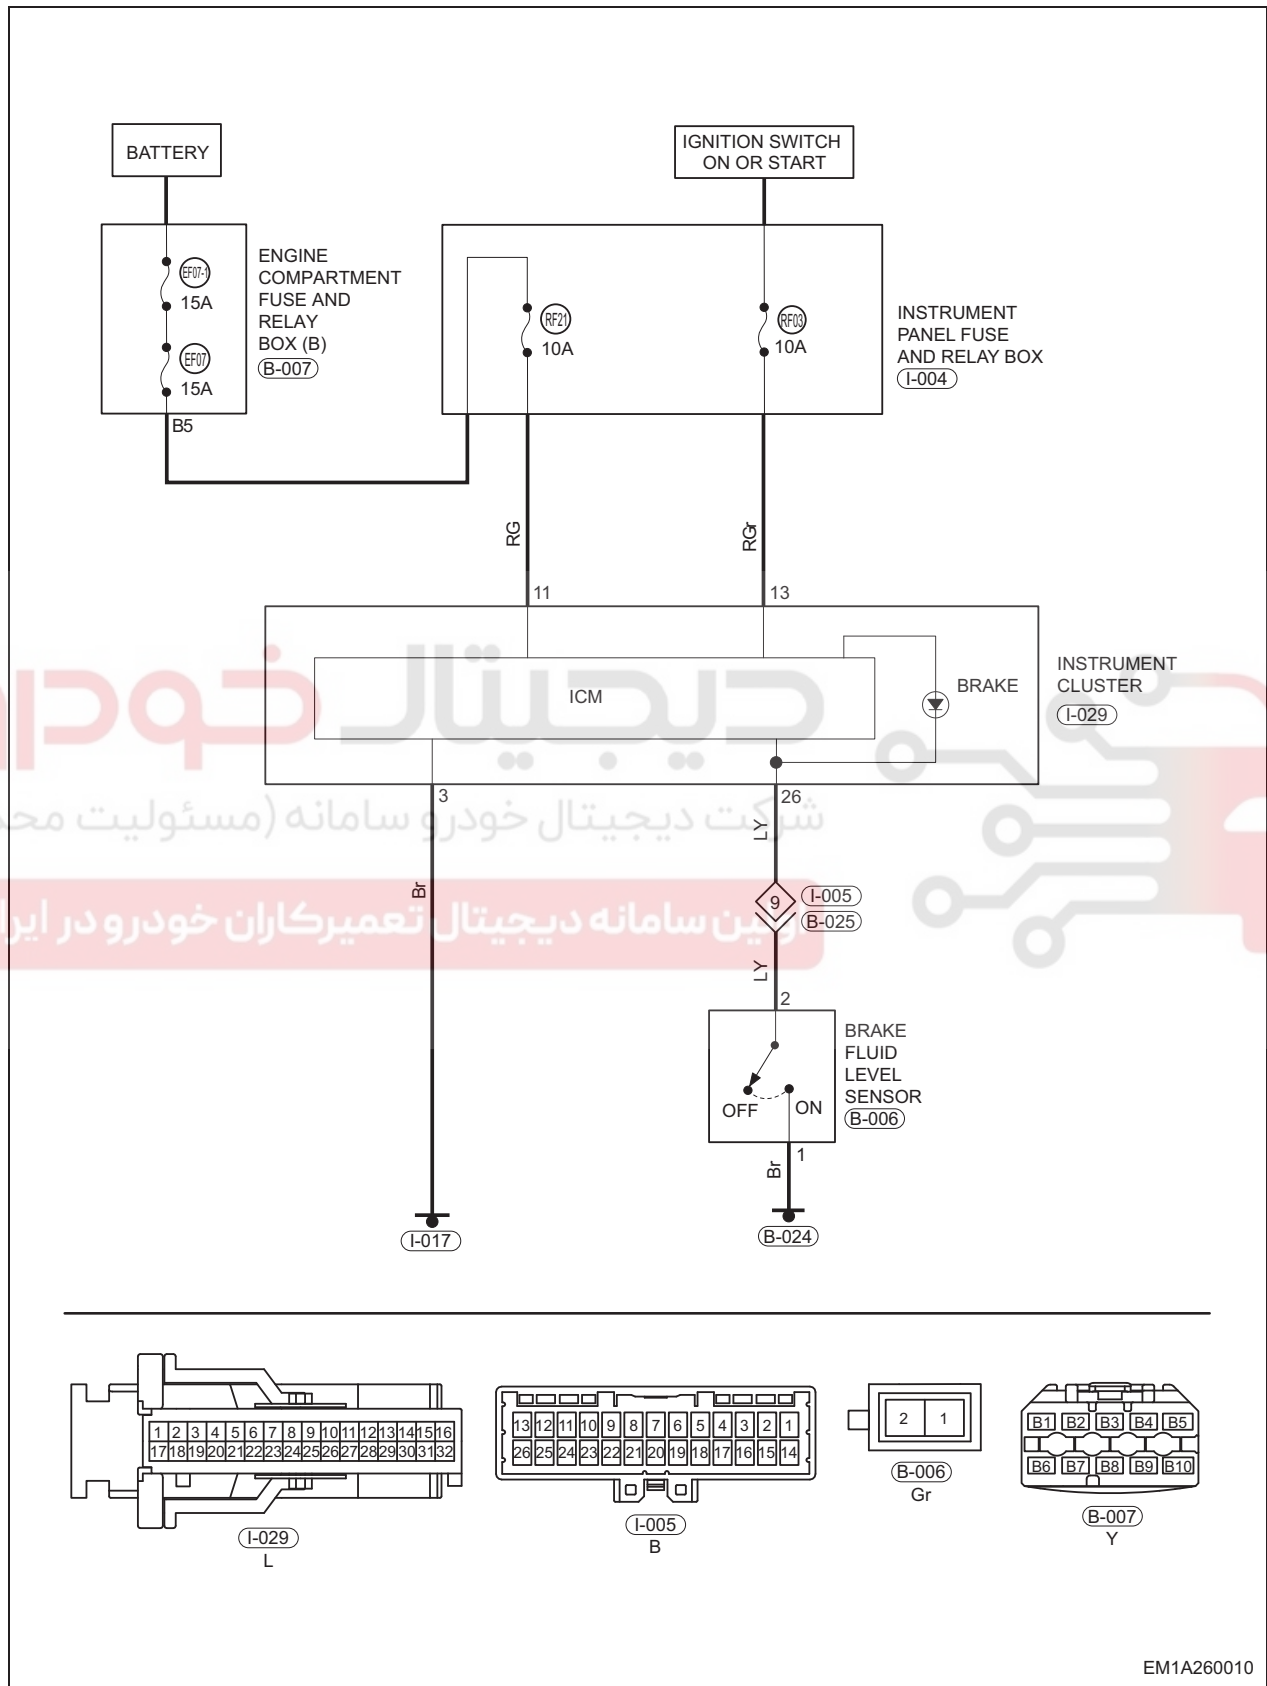 BATTERY
IGNITION SWITCH
ON OR START
EF07-1
15A
EF07
15A
B5
ENGINE
COMPARTMENT
FUSE AND
RELAY
BOX (B)
B-007
RF21
10A
RF03
10A
INSTRUMENT
PANEL FUSE
AND RELAY BOX
I-004
RG
RGr
11
13
ICM
BRAKE
INSTRUMENT
CLUSTER
I-029
دیجیتال خودرو
3
26
شرکت دیجیتال خودرو سامانه (مسئولیت
LY
Br
9
I-005
B-025
اولین سامانه دیجیتال تعمیرکاران خودرو در
LY
2
BRAKE
FLUID
LEVEL
SENSOR
B-006
OFF
ON
1
Br
I-017
B-024
1 2 3 4 5 6 7 8 9 10 11 12 13 14 15 16
17 18 19 20 21 22 23 24 25 26 27 28 29 30 31 32
I-029
L
13 12 11 10 9 8 7 6 5 4 3 2 1
26 25 24 23 22 21 20 19 18 17 16 15 14
I-005
B
2 1
B-006
Gr
B1 B2 B3 B4 B5
B6 B7 B8 B9 B10
B-007
Y
EM1A260010